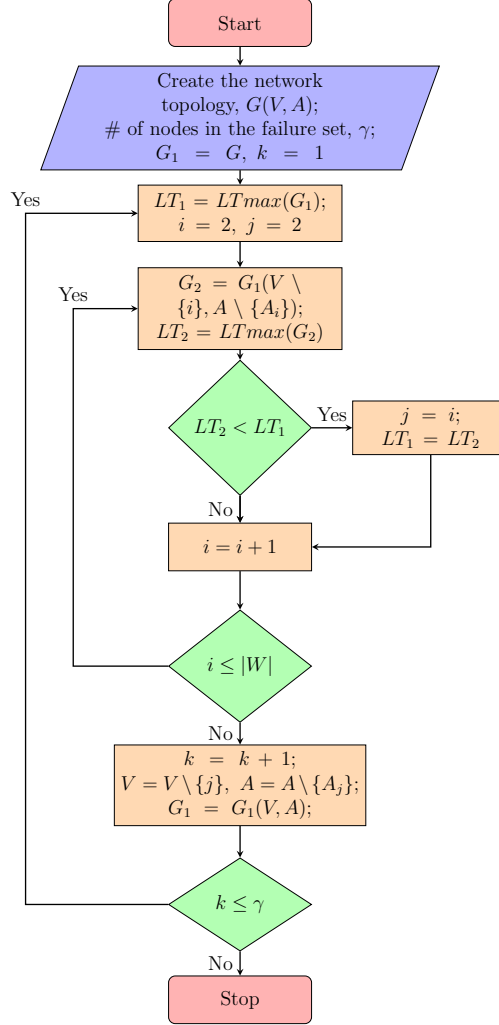 Start
Create the network
topology, G(V, A);
# of nodes in the failure set, γ;
G₁ = G, k = 1
Yes
LT₁ = LTmax(G₁);
i = 2, j = 2
Yes
G₂ = G₁(V \
{i}, A \ {Aᵢ});
LT₂ = LTmax(G₂)
LT₂ < LT₁
Yes
j = i;
LT₁ = LT₂
No
i = i + 1
i ≤ |W|
No
k = k + 1;
V = V \ {j}, A = A \ {Aⱼ};
G₁ = G₁(V, A);
k ≤ γ
No
Stop